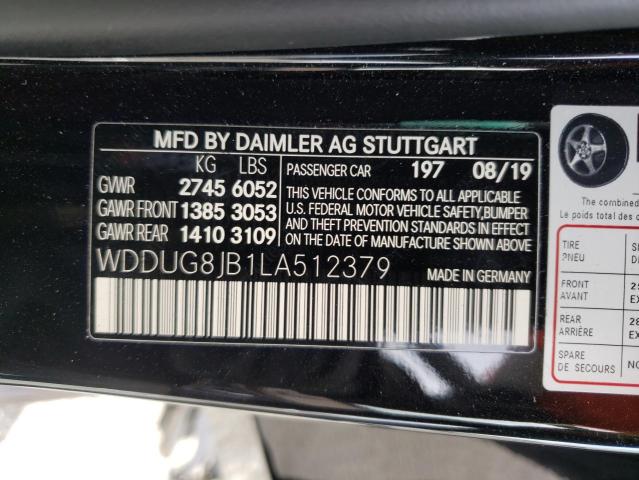 MFD BY DAIMLER AG STUTTGART
KG LBS
GVWR 2745 6052
GAWR FRONT 1385 3053
GAWR REAR 1410 3109
PASSENGER CAR 197 08/19
THIS VEHICLE CONFORMS TO ALL APPLICABLE
U.S. FEDERAL MOTOR VEHICLE SAFETY,BUMPER
AND THEFT PREVENTION STANDARDS IN EFFECT
ON THE DATE OF MANUFACTURE SHOWN ABOVE
WDDUG8JB1LA512379
MADE IN GERMANY
The combined
Le poids total des
TIRE
PNEU
FRONT
AVANT
REAR
ARRIÈRE
SPARE
DE SECOURS